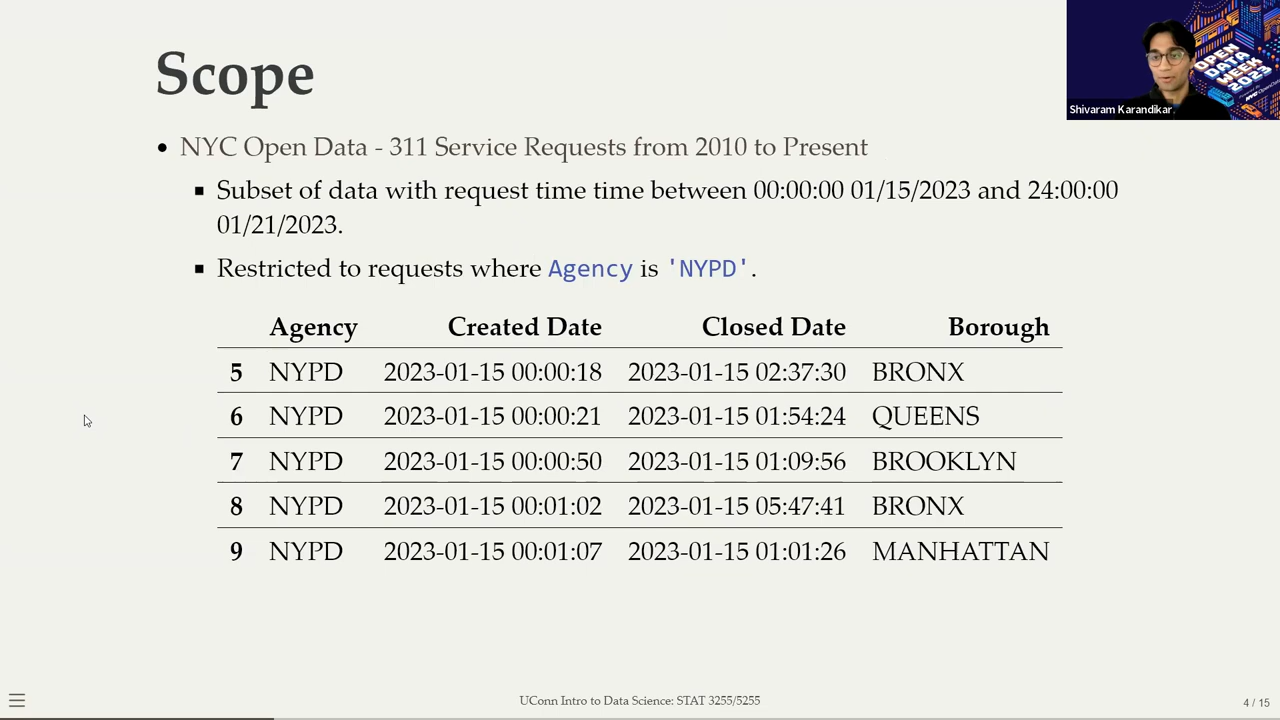 Scope
• NYC Open Data - 311 Service Requests from 2010 to Present
▪ Subset of data with request time time between 00:00:00 01/15/2023 and 24:00:00
01/21/2023.
▪ Restricted to requests where Agency is 'NYPD'.
Agency Created Date Closed Date Borough
5 NYPD 2023-01-15 00:00:18 2023-01-15 02:37:30 BRONX
6 NYPD 2023-01-15 00:00:21 2023-01-15 01:54:24 QUEENS
7 NYPD 2023-01-15 00:00:50 2023-01-15 01:09:56 BROOKLYN
8 NYPD 2023-01-15 00:01:02 2023-01-15 05:47:41 BRONX
9 NYPD 2023-01-15 00:01:07 2023-01-15 01:01:26 MANHATTAN
OPEN
DATA
WEEK
2023
Shivaram Karandikar
UConn Intro to Data Science: STAT 3255/5255
4 / 15